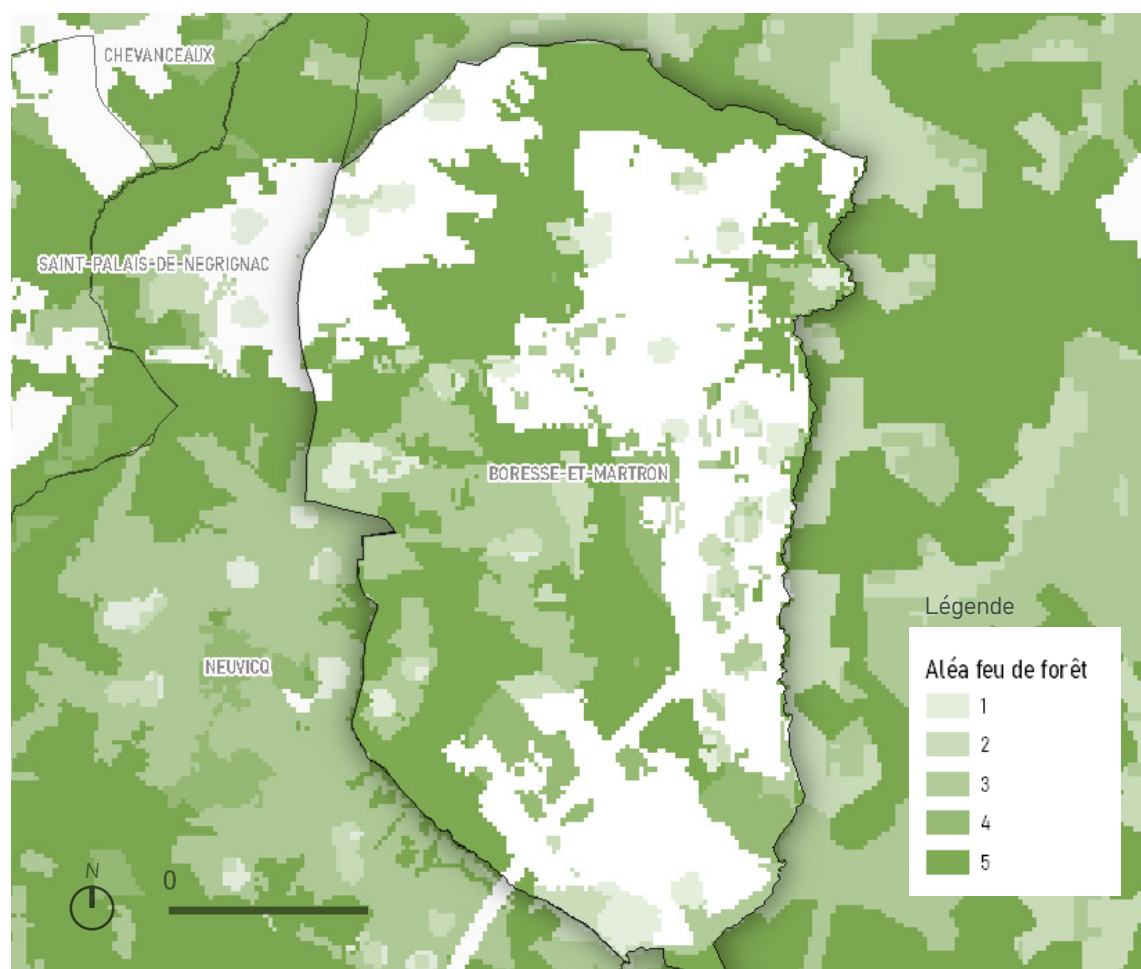 CHEVANCEAUX
SAINT-PALAIS-DE-NEGRIGNAC
BORESSE-ET-MARTRON
NEUVICQ
Légende
Aléa feu de forêt
1
2
3
4
5
N
0